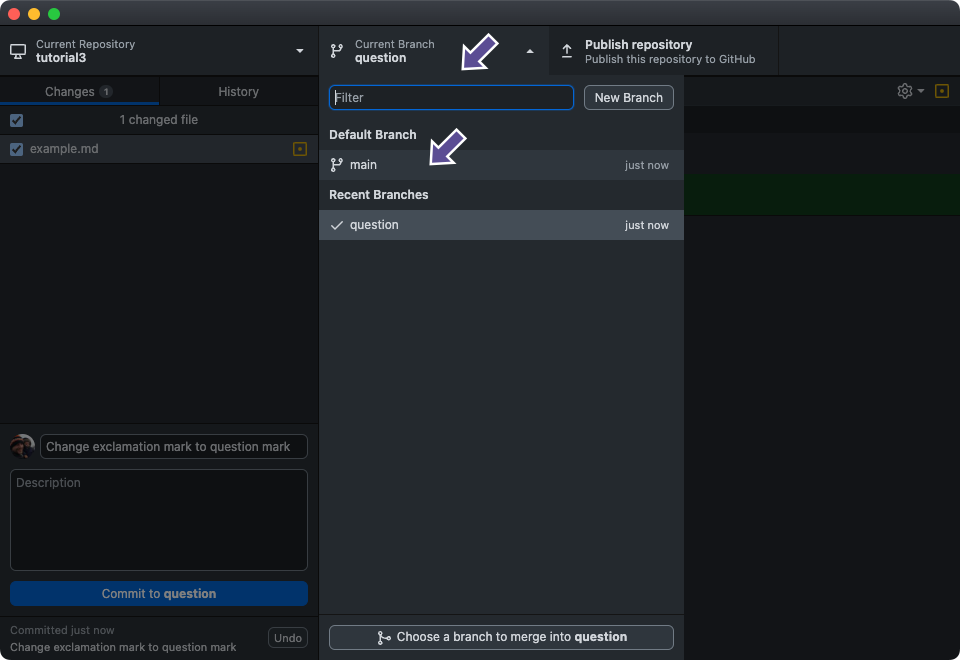 Current Repository
tutorial3
Current Branch
question
Publish repository
Publish this repository to GitHub
Changes 1
History
1 changed file
example.md
Filter
New Branch
Default Branch
main just now
Recent Branches
question just now
Change exclamation mark to question mark
Description
Commit to question
Committed just now
Change exclamation mark to question mark
Undo
Choose a branch to merge into question